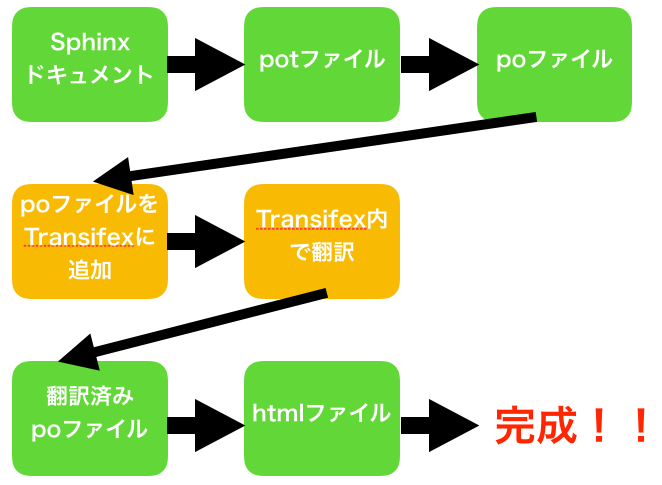 Sphinx
ドキュメント
potファイル
poファイル
poファイルを
Transifexに
追加
Transifex内
で翻訳
翻訳済み
poファイル
htmlファイル
完成！！